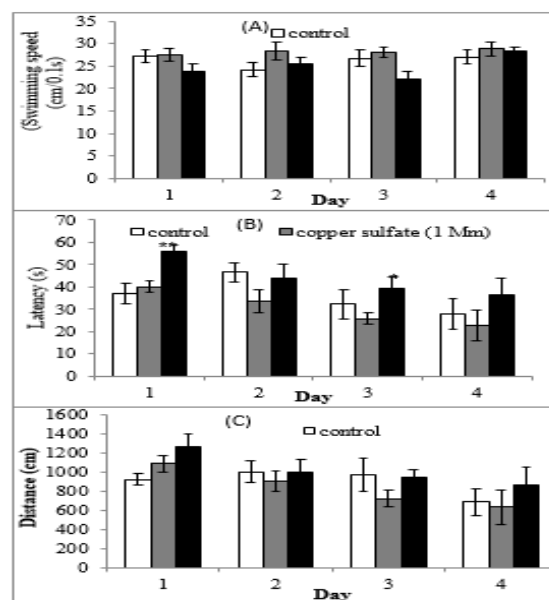 (A)
control
(Swimming speed
(cm/0.1s)
35
30
25
20
15
10
5
0
1 2 3 4
Day
(B)
control copper sulfate (1 Mm)
**
*
Latency (s)
70
60
50
40
30
20
10
0
1 2 3 4
Day
(C)
control
Distance (cm)
1600
1400
1200
1000
800
600
400
200
0
1 2 3 4
Day